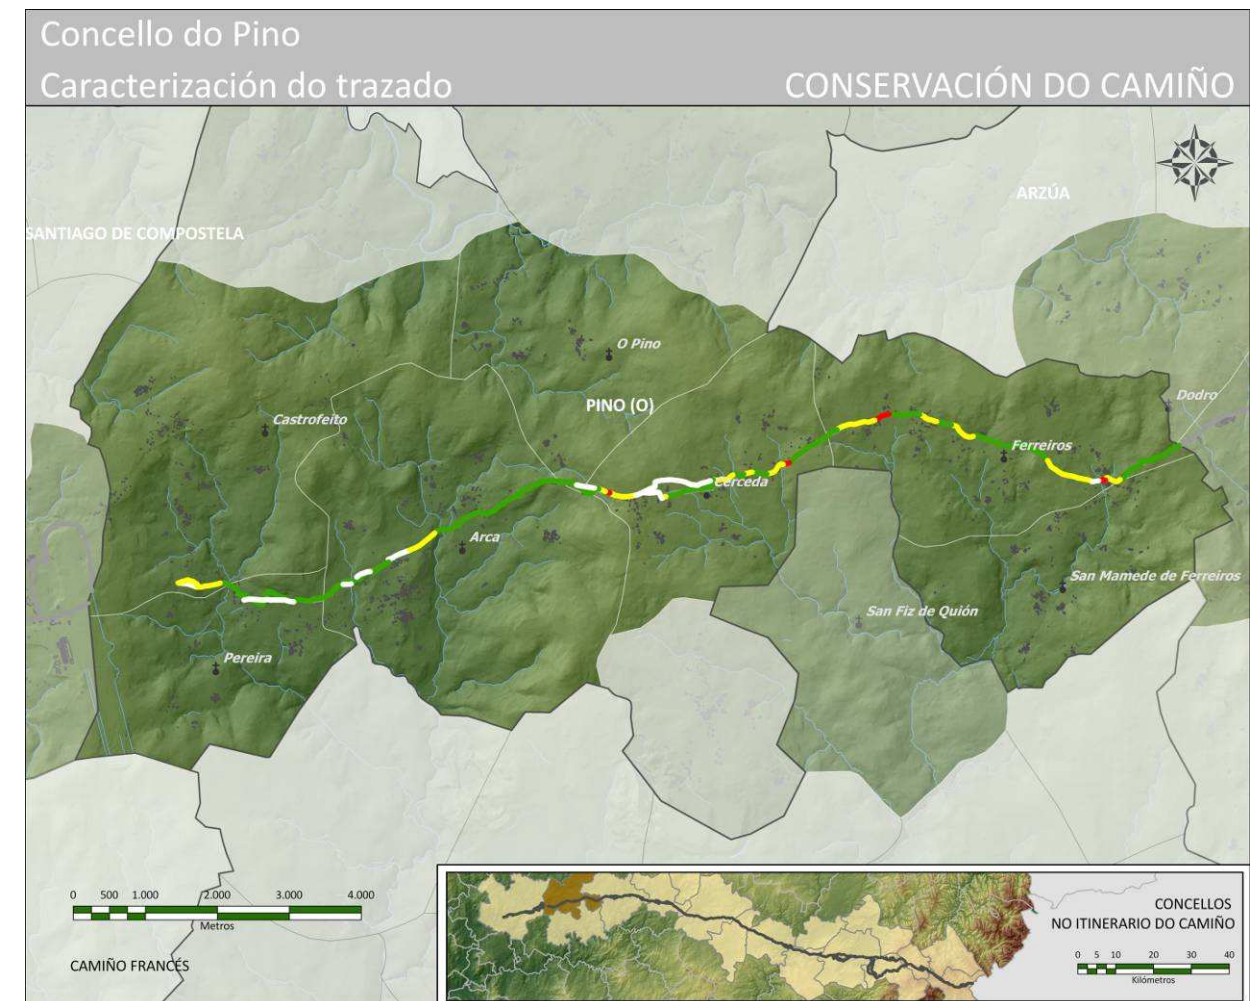 Concello do Pino
Caracterización do trazado
CONSERVACIÓN DO CAMIÑO
ARZÚA
SANTIAGO DE COMPOSTELA
O Pino
Dodro
PINO (O)
Castrofeito
Ferreiros
Cerceda
Arca
San Mamede de Ferreiros
San Fiz de Quión
Pereira
0 500 1.000 2.000 3.000 4.000
Metros
CAMIÑO FRANCÉS
CONCELLOS
NO ITINERARIO DO CAMIÑO
0 5 10 20 30 40
Kilómetros